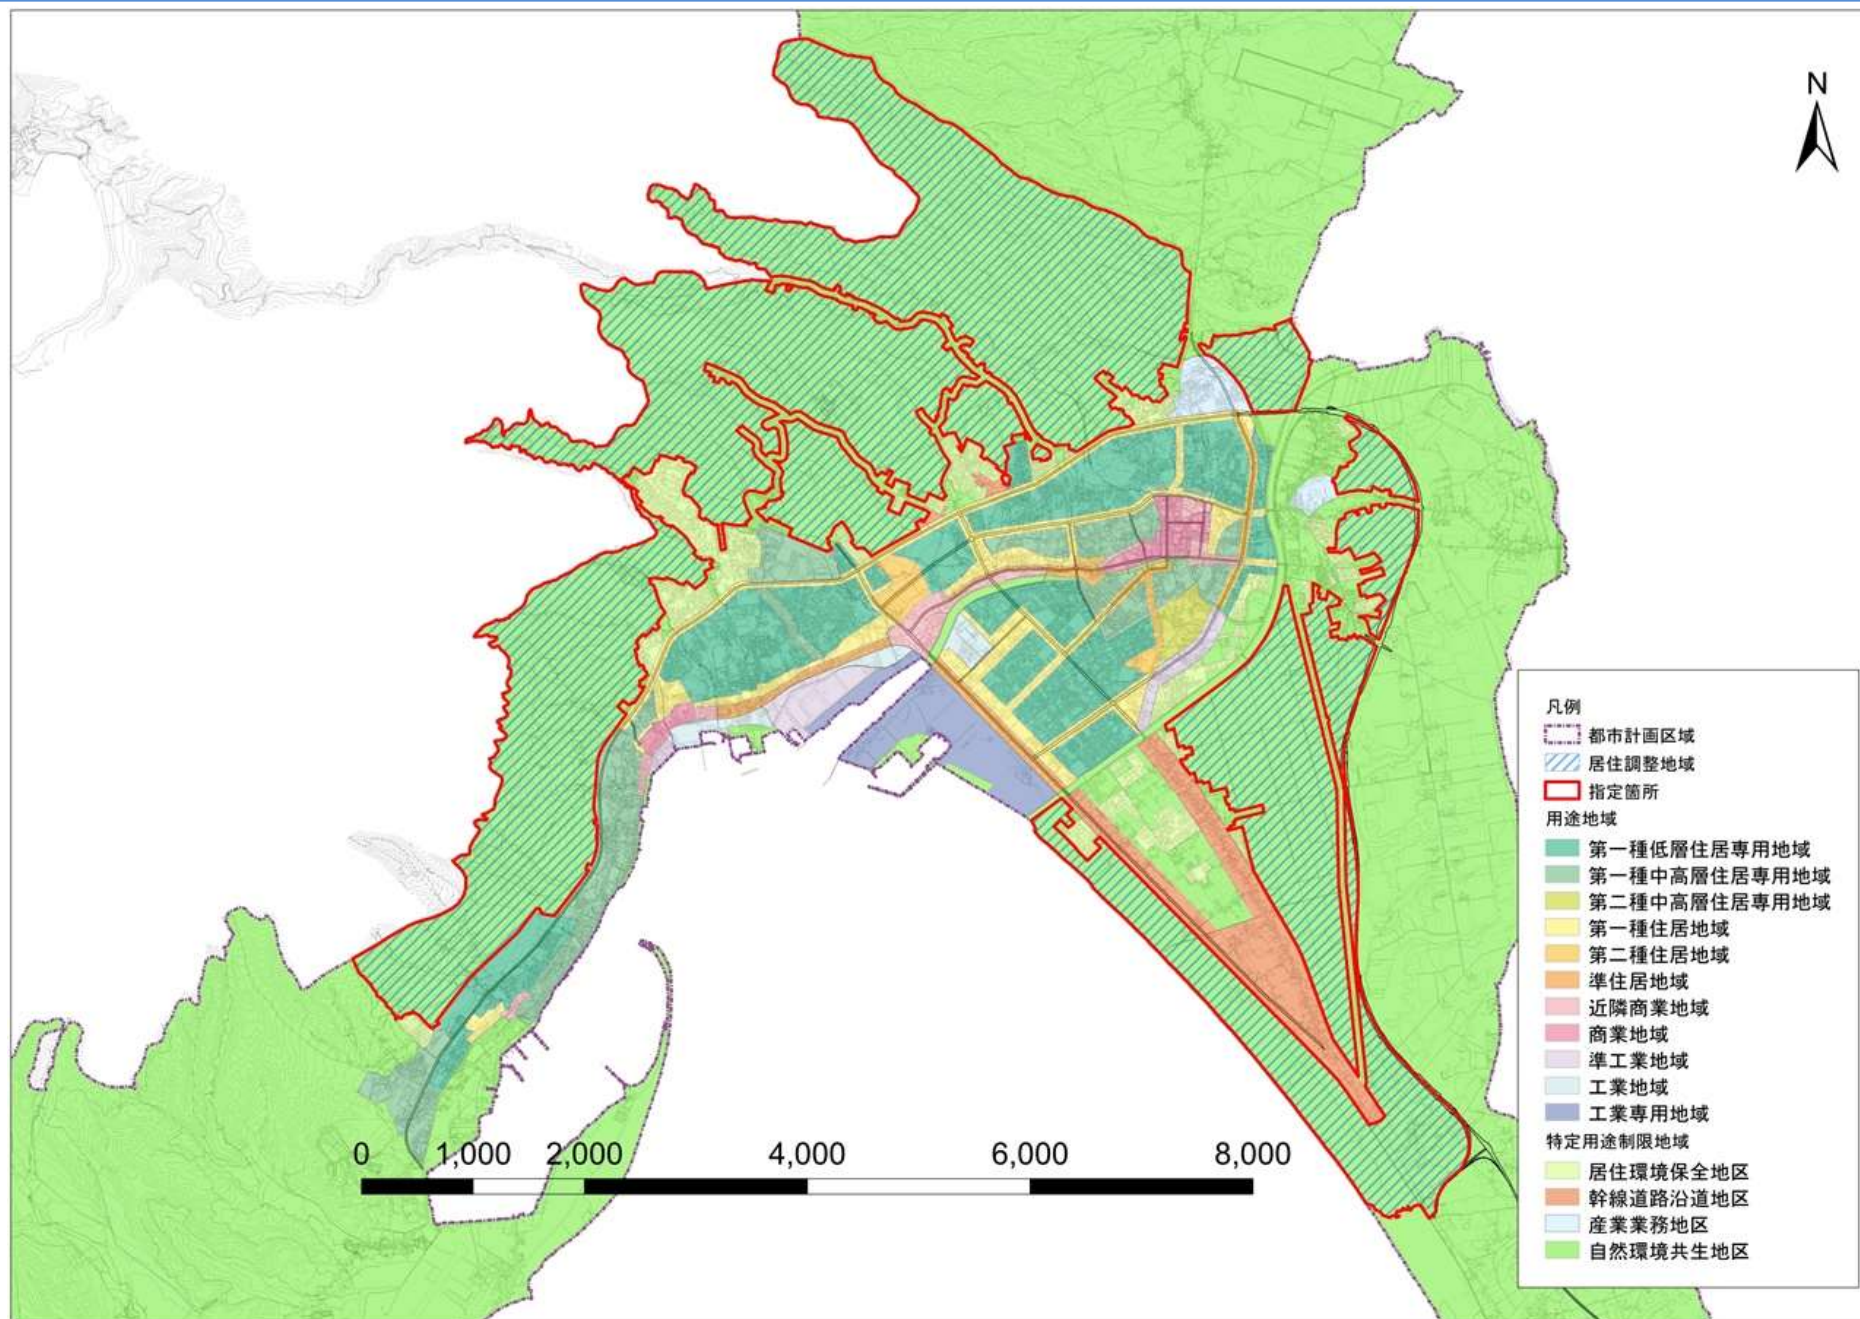 N
凡例
都市計画区域
居住調整地域
指定箇所
用途地域
第一種低層住居専用地域
第一種中高層住居専用地域
第二種中高層住居専用地域
第一種住居地域
第二種住居地域
準住居地域
近隣商業地域
商業地域
準工業地域
工業地域
工業専用地域
特定用途制限地域
居住環境保全地区
幹線道路沿道地区
産業業務地区
自然環境共生地区
0 1,000 2,000 4,000 6,000 8,000